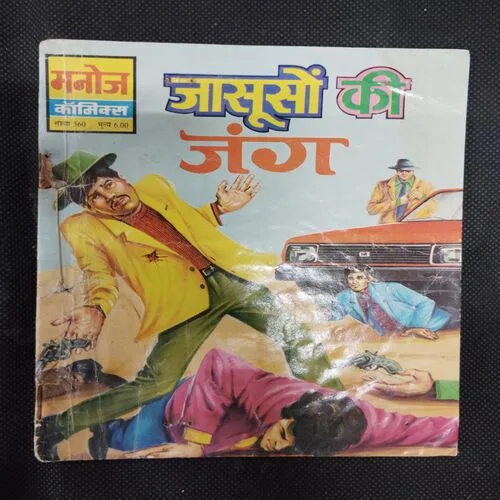 मनोज
कॉमिक्स
संख्या 560 मूल्य 6.00
जासूसों की
जंग